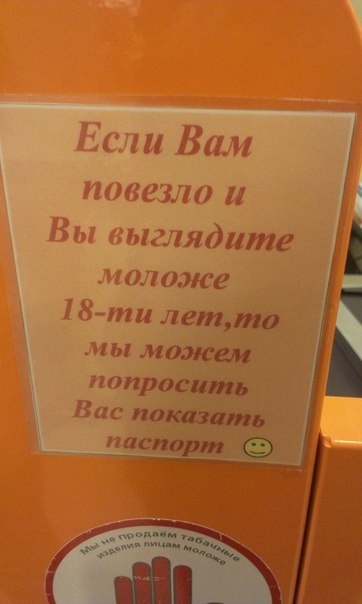 Если Вам
повезло и
Вы выглядите
моложе
18-ти лет,то
мы можем
попросить
Вас показать
паспорт
Мы не продаём табачные
изделия лицам моложе